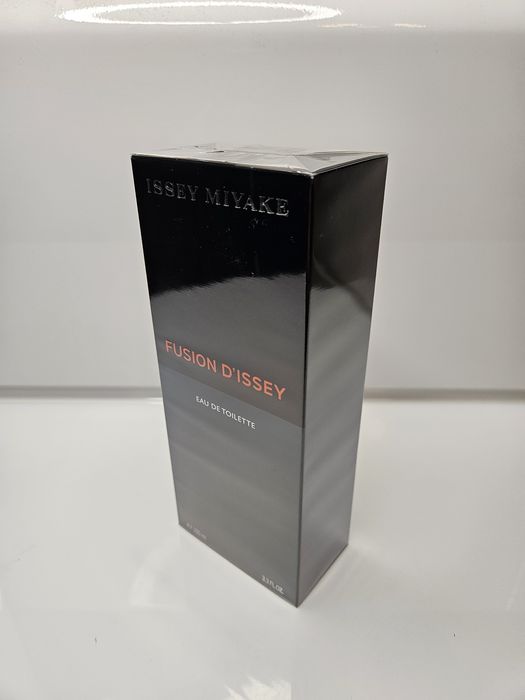 ISSEY MIYAKE
FUSION D'ISSEY
EAU DE TOILETTE
3.3 FL.OZ.